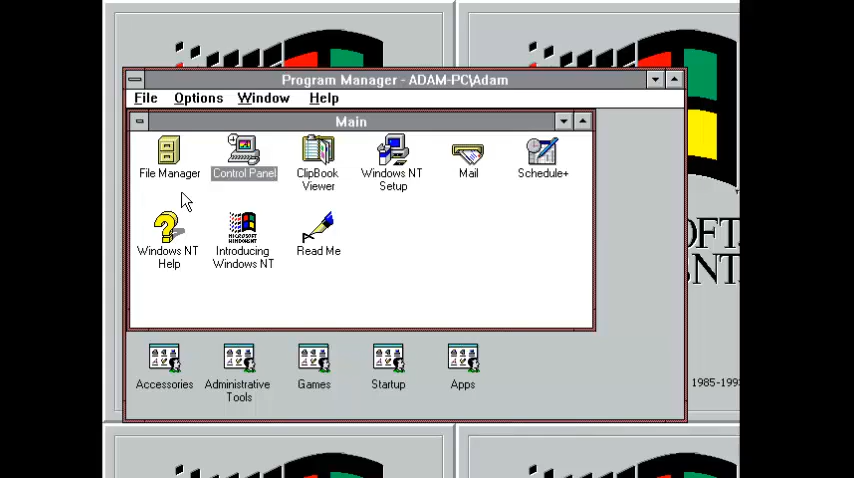 Program Manager - ADAM-PC\Adam
File Options Window Help
Main
File Manager
Control Panel
ClipBook
Viewer
Windows NT
Setup
Mail
Schedule+
Windows NT
Help
Introducing
Windows NT
Read Me
Accessories
Administrative
Tools
Games
Startup
Apps